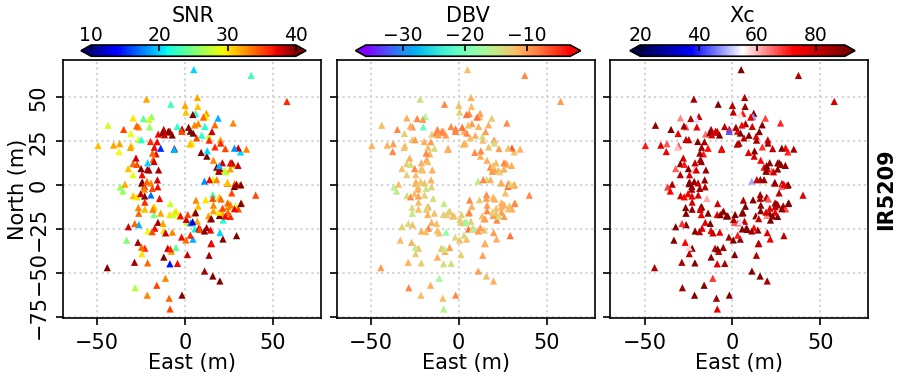 SNR DBV Xc
10 20 30 40 −30 −20 −10 20 40 60 80
50
25
0
−25
−50
−75
North (m)
IR5209
−50 0 50 −50 0 50 −50 0 50
East (m) East (m) East (m)